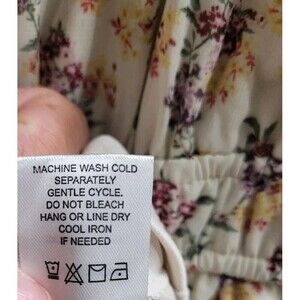 MACHINE WASH COLD
SEPARATELY
GENTLE CYCLE.
DO NOT BLEACH
HANG OR LINE DRY
COOL IRON
IF NEEDED